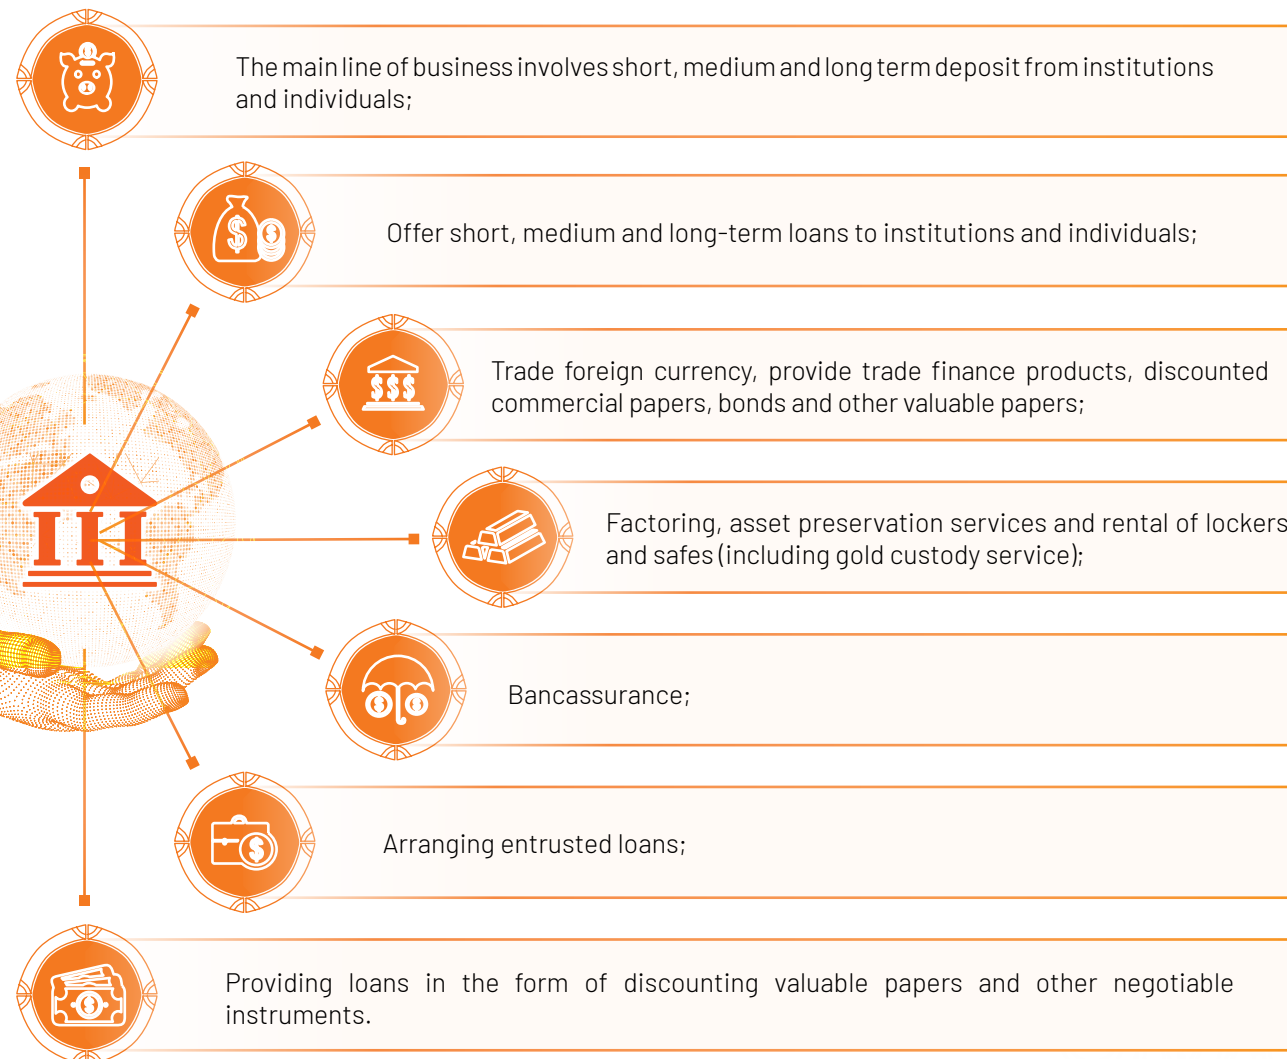 The main line of business involves short, medium and long term deposit from institutions
and individuals;
Offer short, medium and long-term loans to institutions and individuals;
Trade foreign currency, provide trade finance products, discounted
commercial papers, bonds and other valuable papers;
Factoring, asset preservation services and rental of lockers
and safes (including gold custody service);
Bancassurance;
Arranging entrusted loans;
Providing loans in the form of discounting valuable papers and other negotiable
instruments.